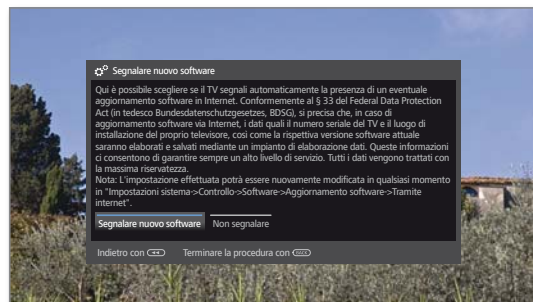 Segnalare nuovo software
Qui è possibile scegliere se il TV segnali automaticamente la presenza di un eventuale
aggiornamento software in Internet. Conformemente al § 33 del Federal Data Protection
Act (in tedesco Bundesdatenschutzgesetzes, BDSG), si precisa che, in caso di
aggiornamento software via Internet, i dati quali il numero seriale del TV e il luogo di
installazione del proprio televisore, così come la rispettiva versione software attuale
saranno elaborati e salvati mediante un impianto di elaborazione dati. Queste informazioni
ci consentono di garantire sempre un alto livello di servizio. Tutti i dati vengono trattati con
la massima riservatezza.
Nota: L'impostazione effettuata potrà essere nuovamente modificata in qualsiasi momento
in "Impostazioni sistema->Controllo->Software->Aggiornamento software->Tramite
internet".
Segnalare nuovo software Non segnalare
Indietro con Terminare la procedura con